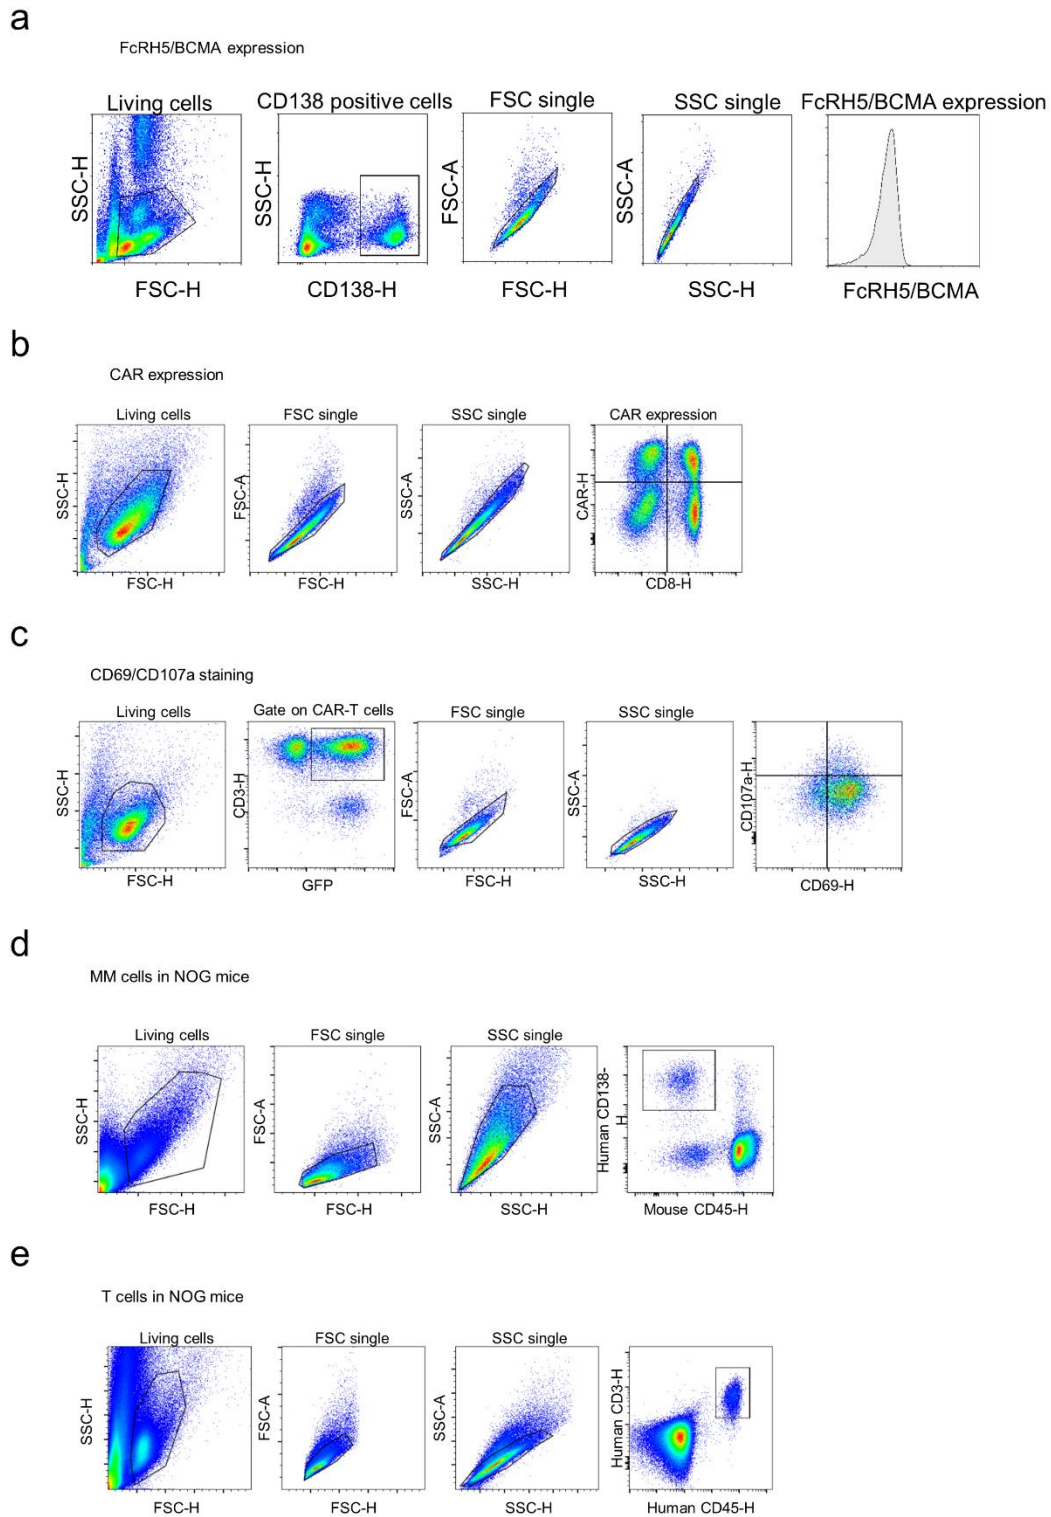 a
FcRH5/BCMA expression
Living cells
CD138 positive cells
FSC single
SSC single
FcRH5/BCMA expression
SSC-H
SSC-H
FSC-A
SSC-A
FSC-H
CD138-H
FSC-H
SSC-H
FcRH5/BCMA
b
CAR expression
Living cells
FSC single
SSC single
CAR expression
SSC-H
FSC-A
SSC-A
CAR-H
FSC-H
FSC-H
SSC-H
CD8-H
c
CD69/CD107a staining
Living cells
Gate on CAR-T cells
FSC single
SSC single
SSC-H
CD3-H
FSC-A
SSC-A
CD107a-H
FSC-H
GFP
FSC-H
SSC-H
CD69-H
d
MM cells in NOG mice
Living cells
FSC single
SSC single
SSC-H
FSC-A
SSC-A
Human CD138-
H
FSC-H
FSC-H
SSC-H
Mouse CD45-H
e
T cells in NOG mice
Living cells
FSC single
SSC single
SSC-H
FSC-A
SSC-A
Human CD3-H
FSC-H
FSC-H
SSC-H
Human CD45-H